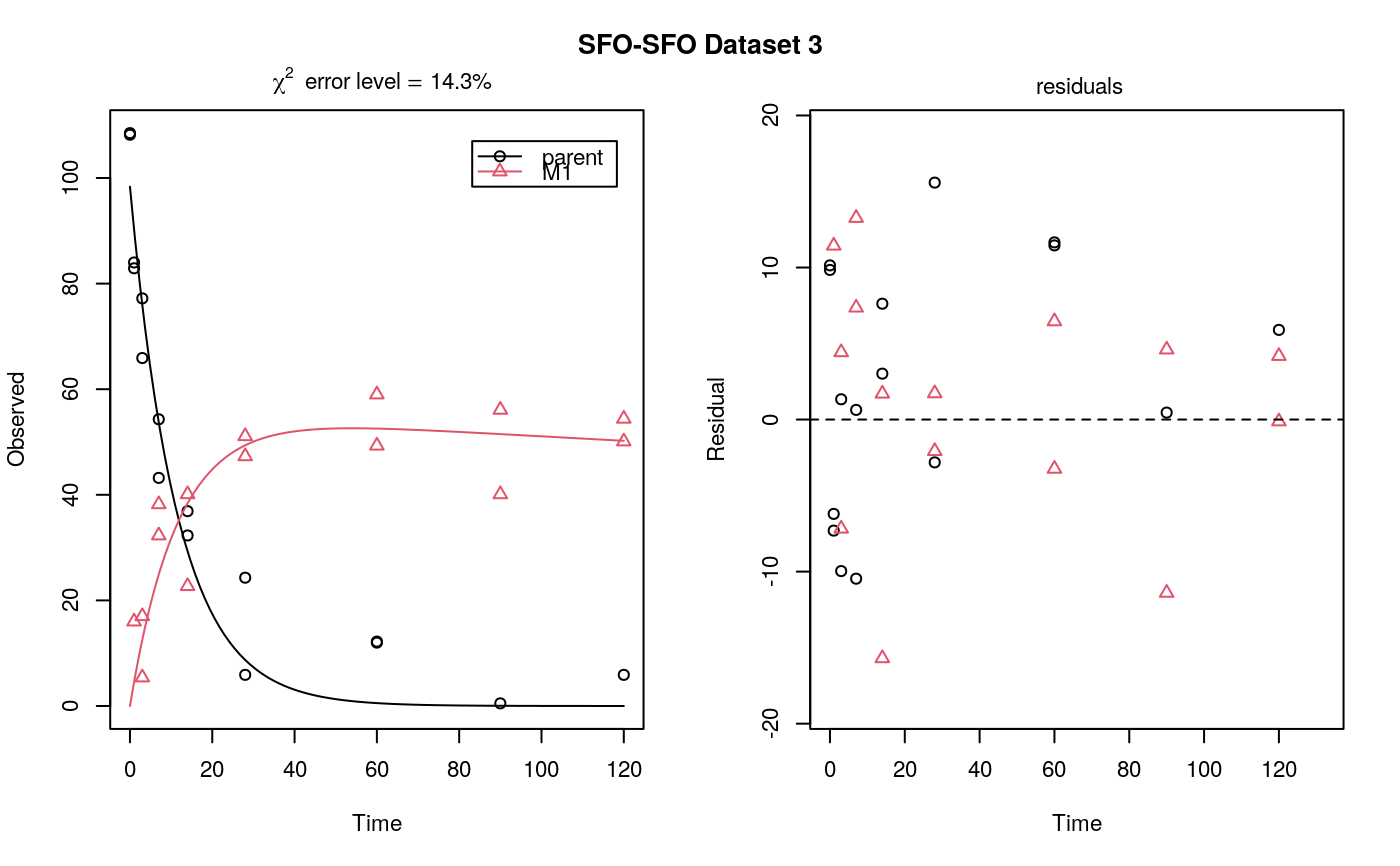 SFO-SFO Dataset 3
χ² error level = 14.3%
parent
M1
100
80
60
40
20
0
Observed
0 20 40 60 80 100 120
Time
residuals
20
10
0
-10
-20
Residual
0 20 40 60 80 100 120
Time